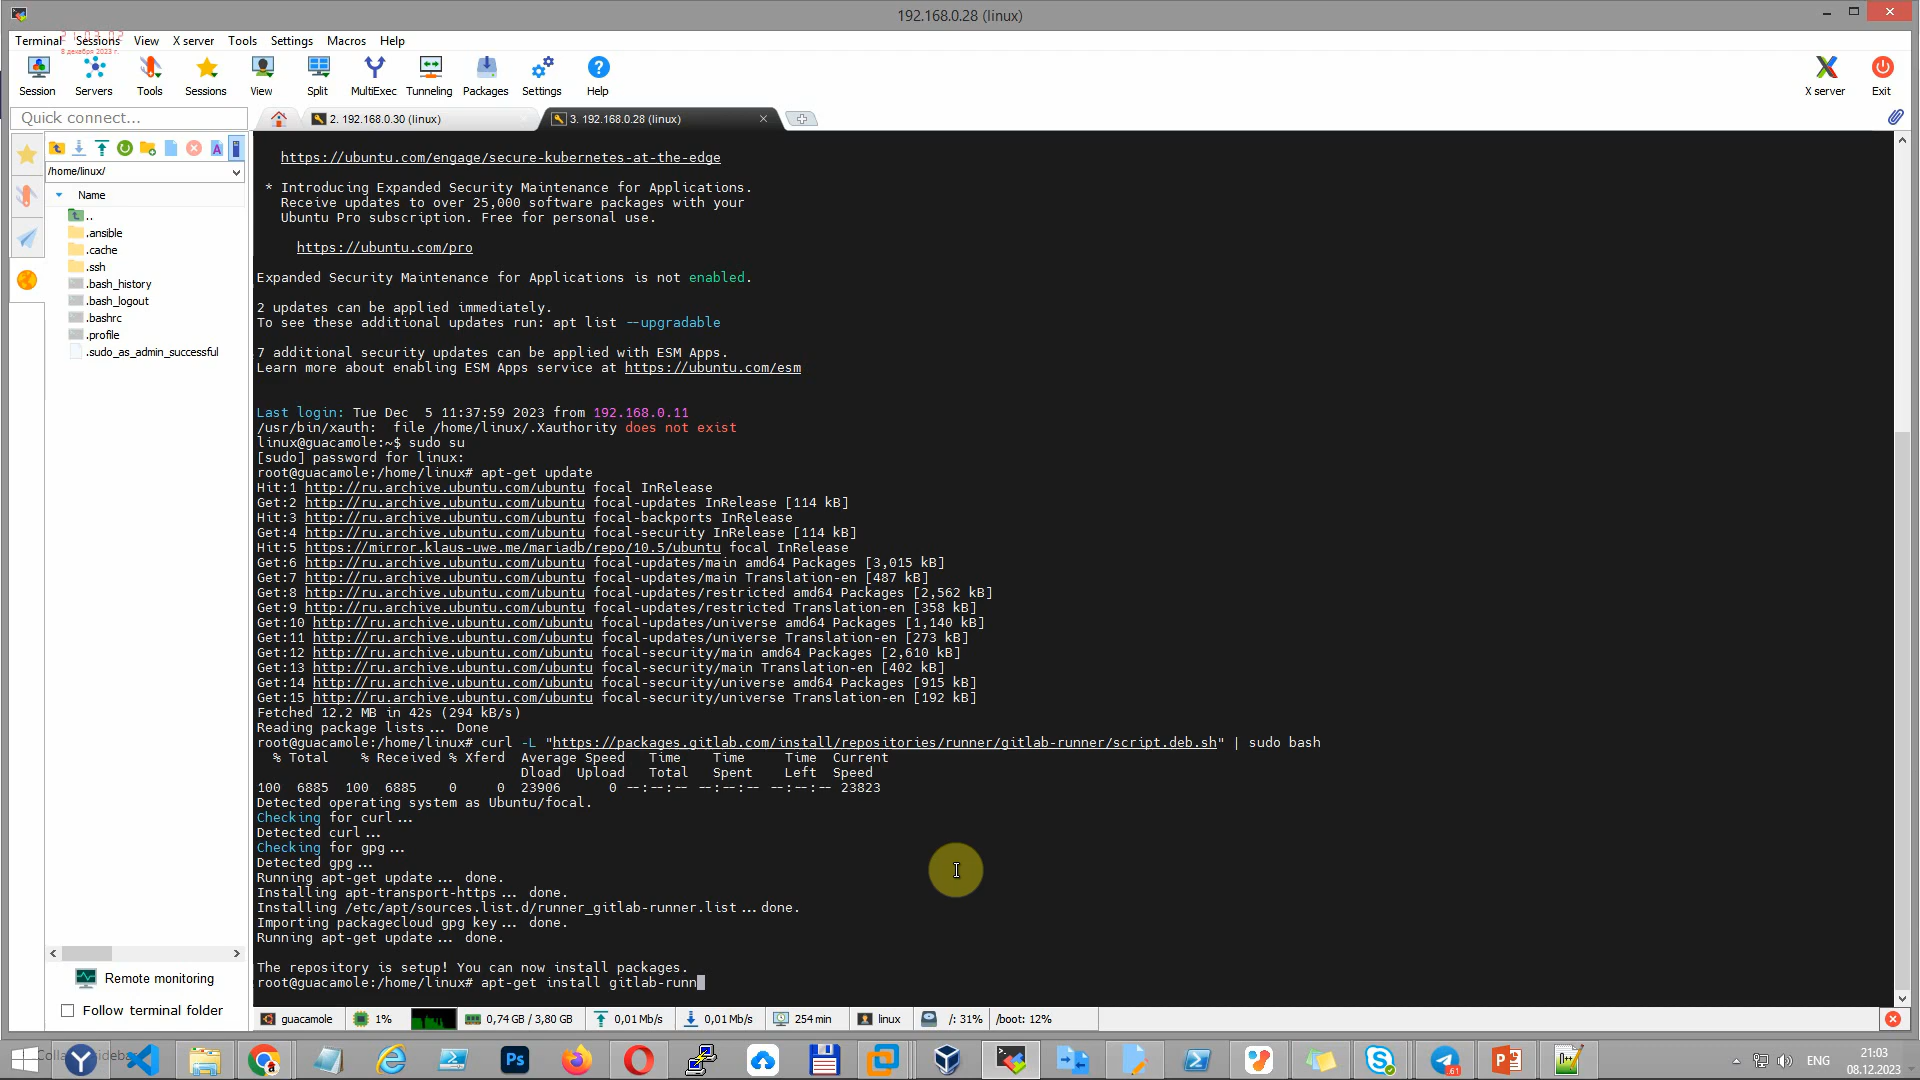 192.168.0.28 (linux)
Terminal Sessions View X server Tools Settings Macros Help
21:03:02
8 декабря 2023 г.
Session Servers Tools Sessions View Split MultiExec Tunneling Packages Settings Help X server Exit
Quick connect...
2. 192.168.0.30 (linux)
3. 192.168.0.28 (linux)
/home/linux/
Name
..
.ansible
.cache
.ssh
.bash_history
.bash_logout
.bashrc
.profile
.sudo_as_admin_successful
Remote monitoring
Follow terminal folder
https://ubuntu.com/engage/secure-kubernetes-at-the-edge
* Introducing Expanded Security Maintenance for Applications.
Receive updates to over 25,000 software packages with your
Ubuntu Pro subscription. Free for personal use.
https://ubuntu.com/pro
Expanded Security Maintenance for Applications is not enabled.
2 updates can be applied immediately.
To see these additional updates run: apt list --upgradable
7 additional security updates can be applied with ESM Apps.
Learn more about enabling ESM Apps service at https://ubuntu.com/esm
Last login: Tue Dec  5 11:37:59 2023 from 192.168.0.11
/usr/bin/xauth:  file /home/linux/.Xauthority does not exist
linux@guacamole:~$ sudo su
[sudo] password for linux:
root@guacamole:/home/linux# apt-get update
Hit:1 http://ru.archive.ubuntu.com/ubuntu focal InRelease
Get:2 http://ru.archive.ubuntu.com/ubuntu focal-updates InRelease [114 kB]
Hit:3 http://ru.archive.ubuntu.com/ubuntu focal-backports InRelease
Get:4 http://ru.archive.ubuntu.com/ubuntu focal-security InRelease [114 kB]
Hit:5 https://mirror.klaus-uwe.me/mariadb/repo/10.5/ubuntu focal InRelease
Get:6 http://ru.archive.ubuntu.com/ubuntu focal-updates/main amd64 Packages [3,015 kB]
Get:7 http://ru.archive.ubuntu.com/ubuntu focal-updates/main Translation-en [487 kB]
Get:8 http://ru.archive.ubuntu.com/ubuntu focal-updates/restricted amd64 Packages [2,562 kB]
Get:9 http://ru.archive.ubuntu.com/ubuntu focal-updates/restricted Translation-en [358 kB]
Get:10 http://ru.archive.ubuntu.com/ubuntu focal-updates/universe amd64 Packages [1,140 kB]
Get:11 http://ru.archive.ubuntu.com/ubuntu focal-updates/universe Translation-en [273 kB]
Get:12 http://ru.archive.ubuntu.com/ubuntu focal-security/main amd64 Packages [2,610 kB]
Get:13 http://ru.archive.ubuntu.com/ubuntu focal-security/main Translation-en [402 kB]
Get:14 http://ru.archive.ubuntu.com/ubuntu focal-security/universe amd64 Packages [915 kB]
Get:15 http://ru.archive.ubuntu.com/ubuntu focal-security/universe Translation-en [192 kB]
Fetched 12.2 MB in 42s (294 kB/s)
Reading package lists... Done
root@guacamole:/home/linux# curl -L "https://packages.gitlab.com/install/repositories/runner/gitlab-runner/script.deb.sh" | sudo bash
% Total    % Received % Xferd  Average Speed   Time    Time     Time  Current
Dload  Upload   Total   Spent    Left  Speed
100  6885  100  6885    0     0  23906      0 --:--:-- --:--:-- --:--:-- 23823
Detected operating system as Ubuntu/focal.
Checking for curl...
Detected curl...
Checking for gpg...
Detected gpg...
Running apt-get update... done.
Installing apt-transport-https... done.
Installing /etc/apt/sources.list.d/runner_gitlab-runner.list...done.
Importing packagecloud gpg key... done.
Running apt-get update... done.
The repository is setup! You can now install packages.
root@guacamole:/home/linux# apt-get install gitlab-runn
guacamole 1% 0,74 GB / 3,80 GB 0,01 Mb/s 0,01 Mb/s 254 min linux /: 31% /boot: 12%
ENG
21:03
08.12.2023